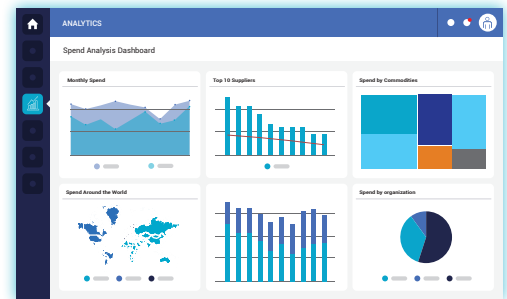 ANALYTICS
Spend Analysis Dashboard
Monthly Spend
Top 10 Suppliers
Spend by Commodities
Spend Around the World
Spend by organization